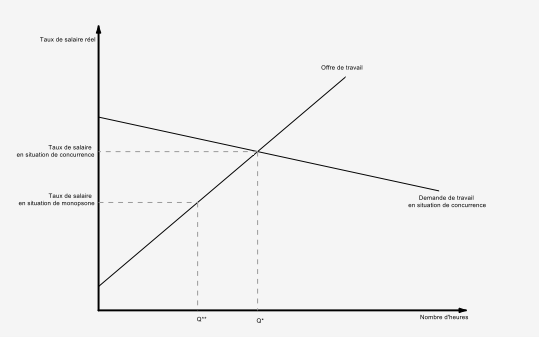 Taux de salaire réel
Offre de travail
Taux de salaire
en situation de concurrence
Taux de salaire
en situation de monopsone
Demande de travail
en situation de concurrence
Nombre d'heures
Q**
Q*